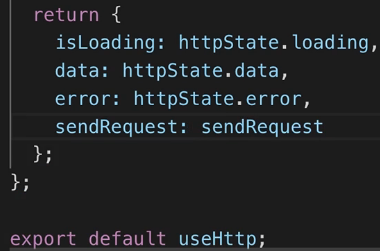 return {
isLoading: httpState.loading,
data: httpState.data,
error: httpState.error,
sendRequest: sendRequest
};
};
export default useHttp;